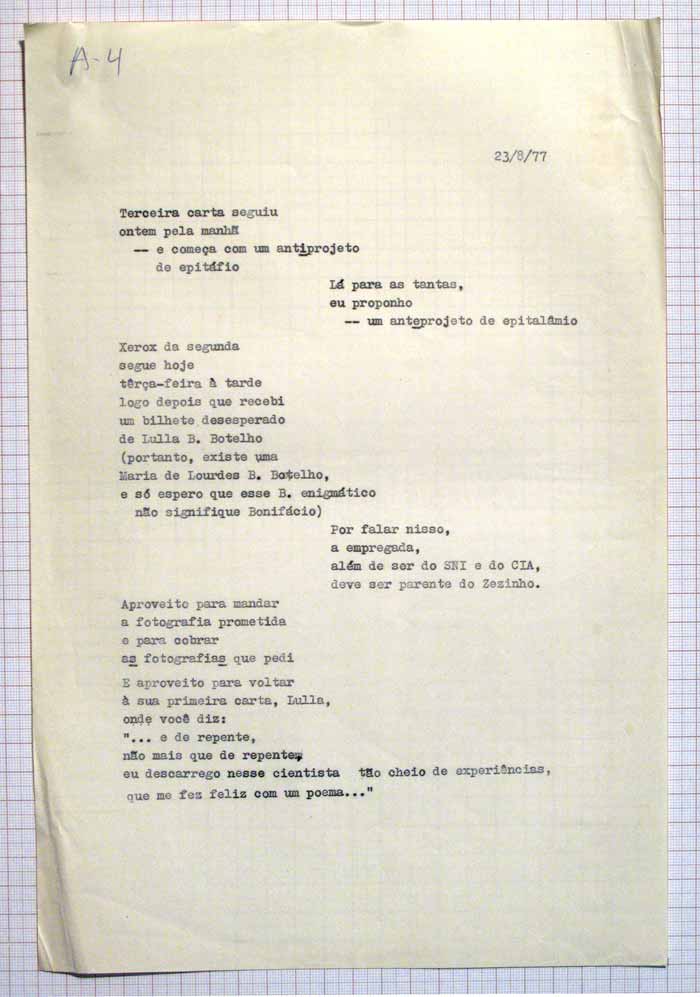 A-4
23/8/77
Terceira carta seguiu
ontem pela manhã
-- e começa com um antiprojeto
de epitáfio
Lá para as tantas,
eu proponho
-- um anteprojeto de epitalâmio
Xerox da segunda
segue hoje
têrça-feira à tarde
logo depois que recebi
um bilhete desesperado
de Lulla B. Botelho
(portanto, existe uma
Maria de Lourdes B. Botelho,
e só espero que esse B. enigmático
não signifique Bonifácio)
Por falar nisso,
a empregada,
além de ser do SNI e do CIA,
deve ser parente do Zezinho.
Aproveito para mandar
a fotografia prometida
e para cobrar
as fotografias que pedi
E aproveito para voltar
à sua primeira carta, Lulla,
onde você diz:
"... e de repente,
não mais que de repente,
eu descarrego nesse cientista tão cheio de experiências,
que me fez feliz com um poema..."